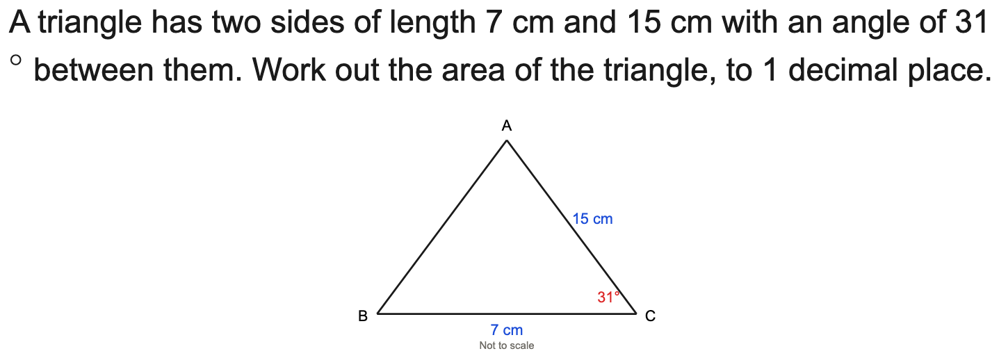 A triangle has two sides of length 7 cm and 15 cm with an angle of 31
° between them. Work out the area of the triangle, to 1 decimal place.
A
15 cm
31°
B
C
7 cm
Not to scale